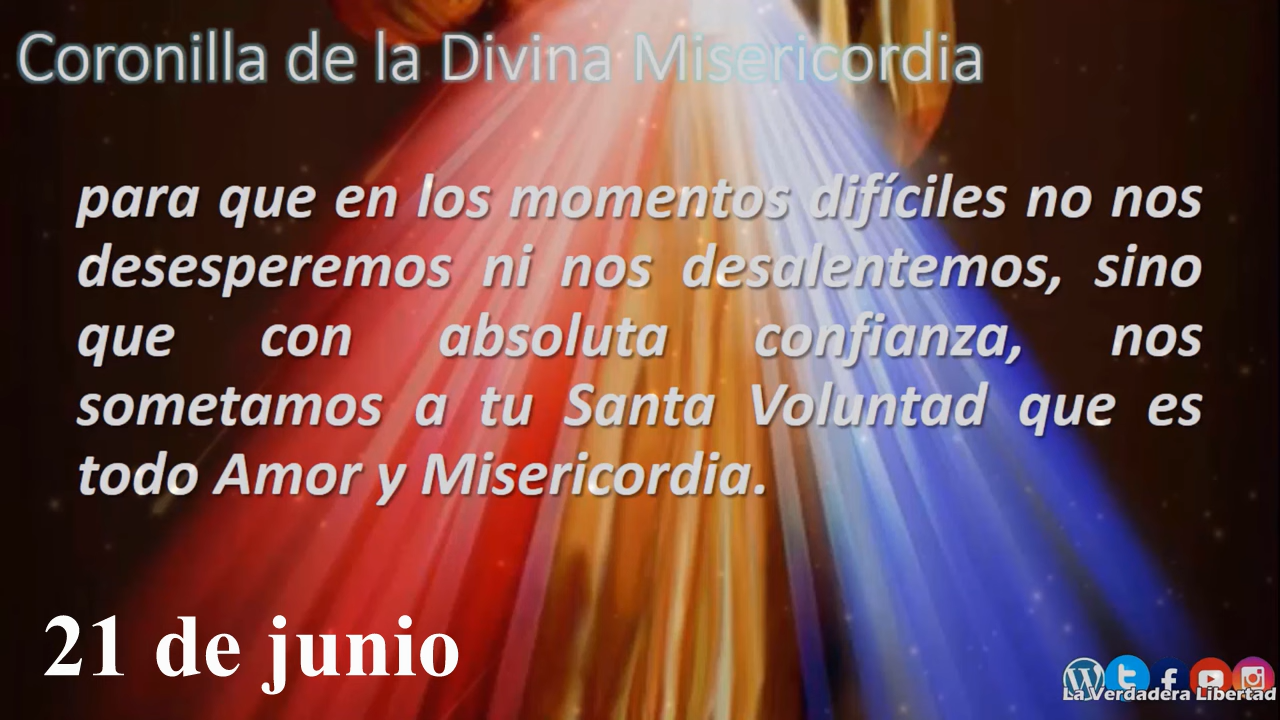 Coronilla de la Divina Misericordia
para que en los momentos difíciles no nos
desesperemos ni nos desalentemos, sino
que con absoluta confianza, nos
sometamos a tu Santa Voluntad que es
todo Amor y Misericordia.
21 de junio
La Verdadera Libertad